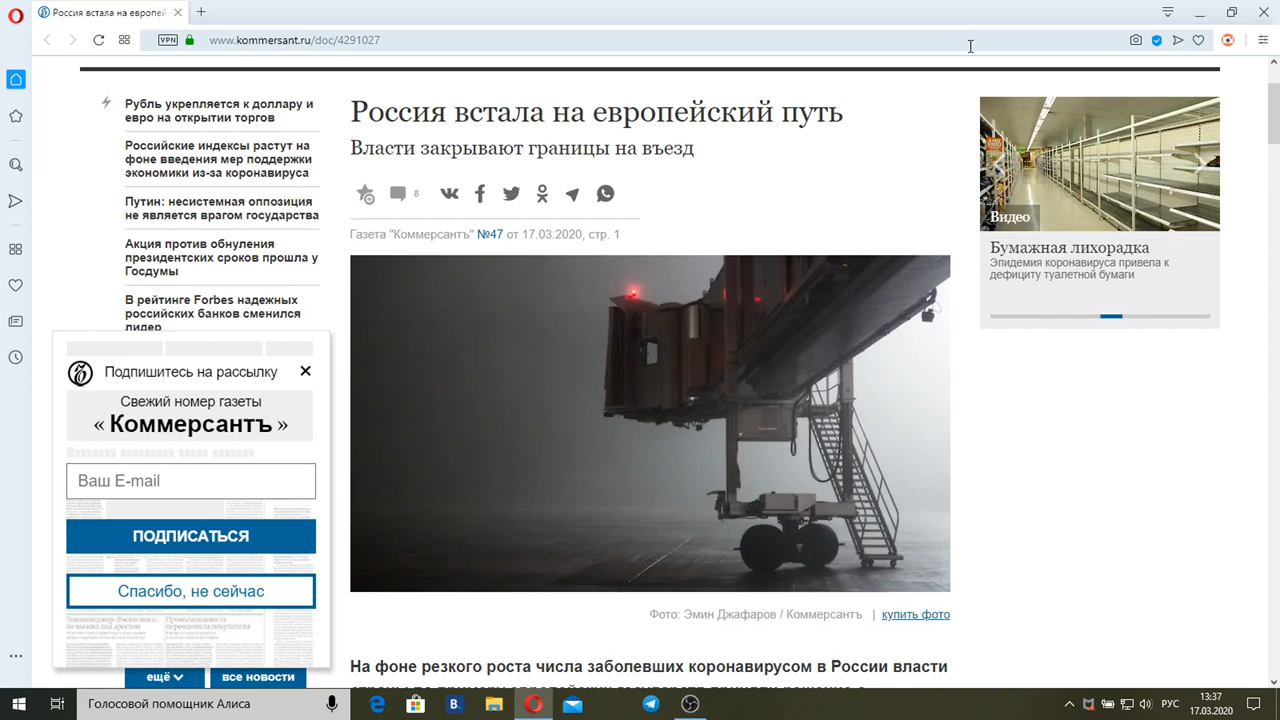 Россия встала на европей
VPN
www.kommersant.ru/doc/4291027
Рубль укрепляется к доллару и
евро на открытии торгов
Российские индексы растут на
фоне введения мер поддержки
экономики из-за коронавируса
Путин: несистемная оппозиция
не является врагом государства
Акция против обнуления
президентских сроков прошла у
Госдумы
В рейтинге Forbes надежных
российских банков сменился
лидер
Подпишитесь на рассылку
Свежий номер газеты
« Коммерсантъ »
Ваш E-mail
ПОДПИСАТЬСЯ
Спасибо, не сейчас
ещё
все новости
Россия встала на европейский путь
Власти закрывают границы на въезд
8
Газета "Коммерсантъ" №47 от 17.03.2020, стр. 1
Фото: Эмин Джафаров / Коммерсантъ | купить фото
На фоне резкого роста числа заболевших коронавирусом в России власти
Видео
Бумажная лихорадка
Эпидемия коронавируса привела к
дефициту туалетной бумаги
Голосовой помощник Алиса
РУС
13:37
17.03.2020